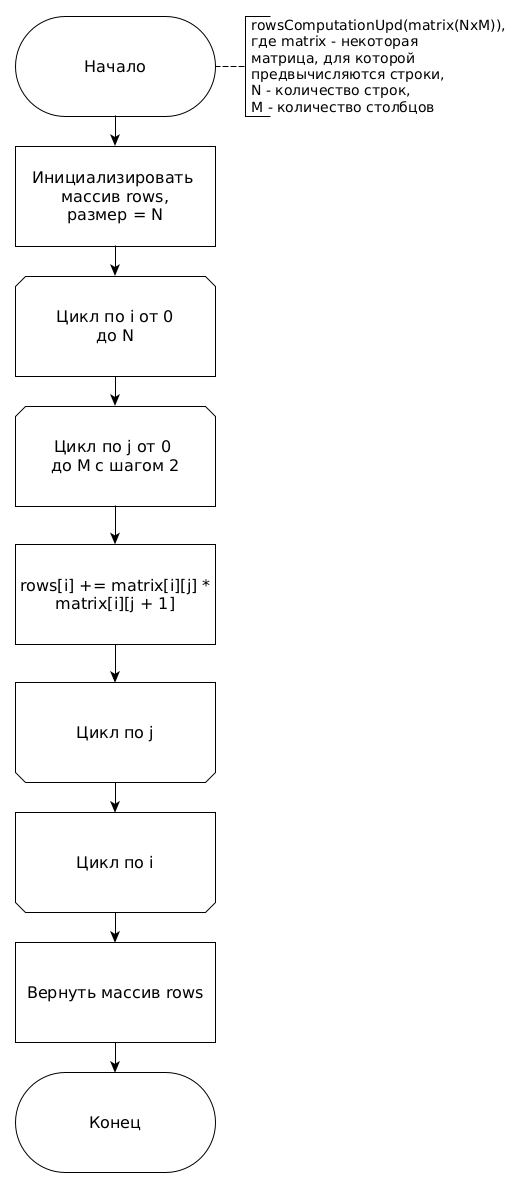 Начало
rowsComputationUpd(matrix(NxM)),
где matrix - некоторая
матрица, для которой
предвычисляются строки,
N - количество строк,
M - количество столбцов
Инициализировать
массив rows,
размер = N
Цикл по i от 0
до N
Цикл по j от 0
до M с шагом 2
rows[i] += matrix[i][j] *
matrix[i][j + 1]
Цикл по j
Цикл по i
Вернуть массив rows
Конец